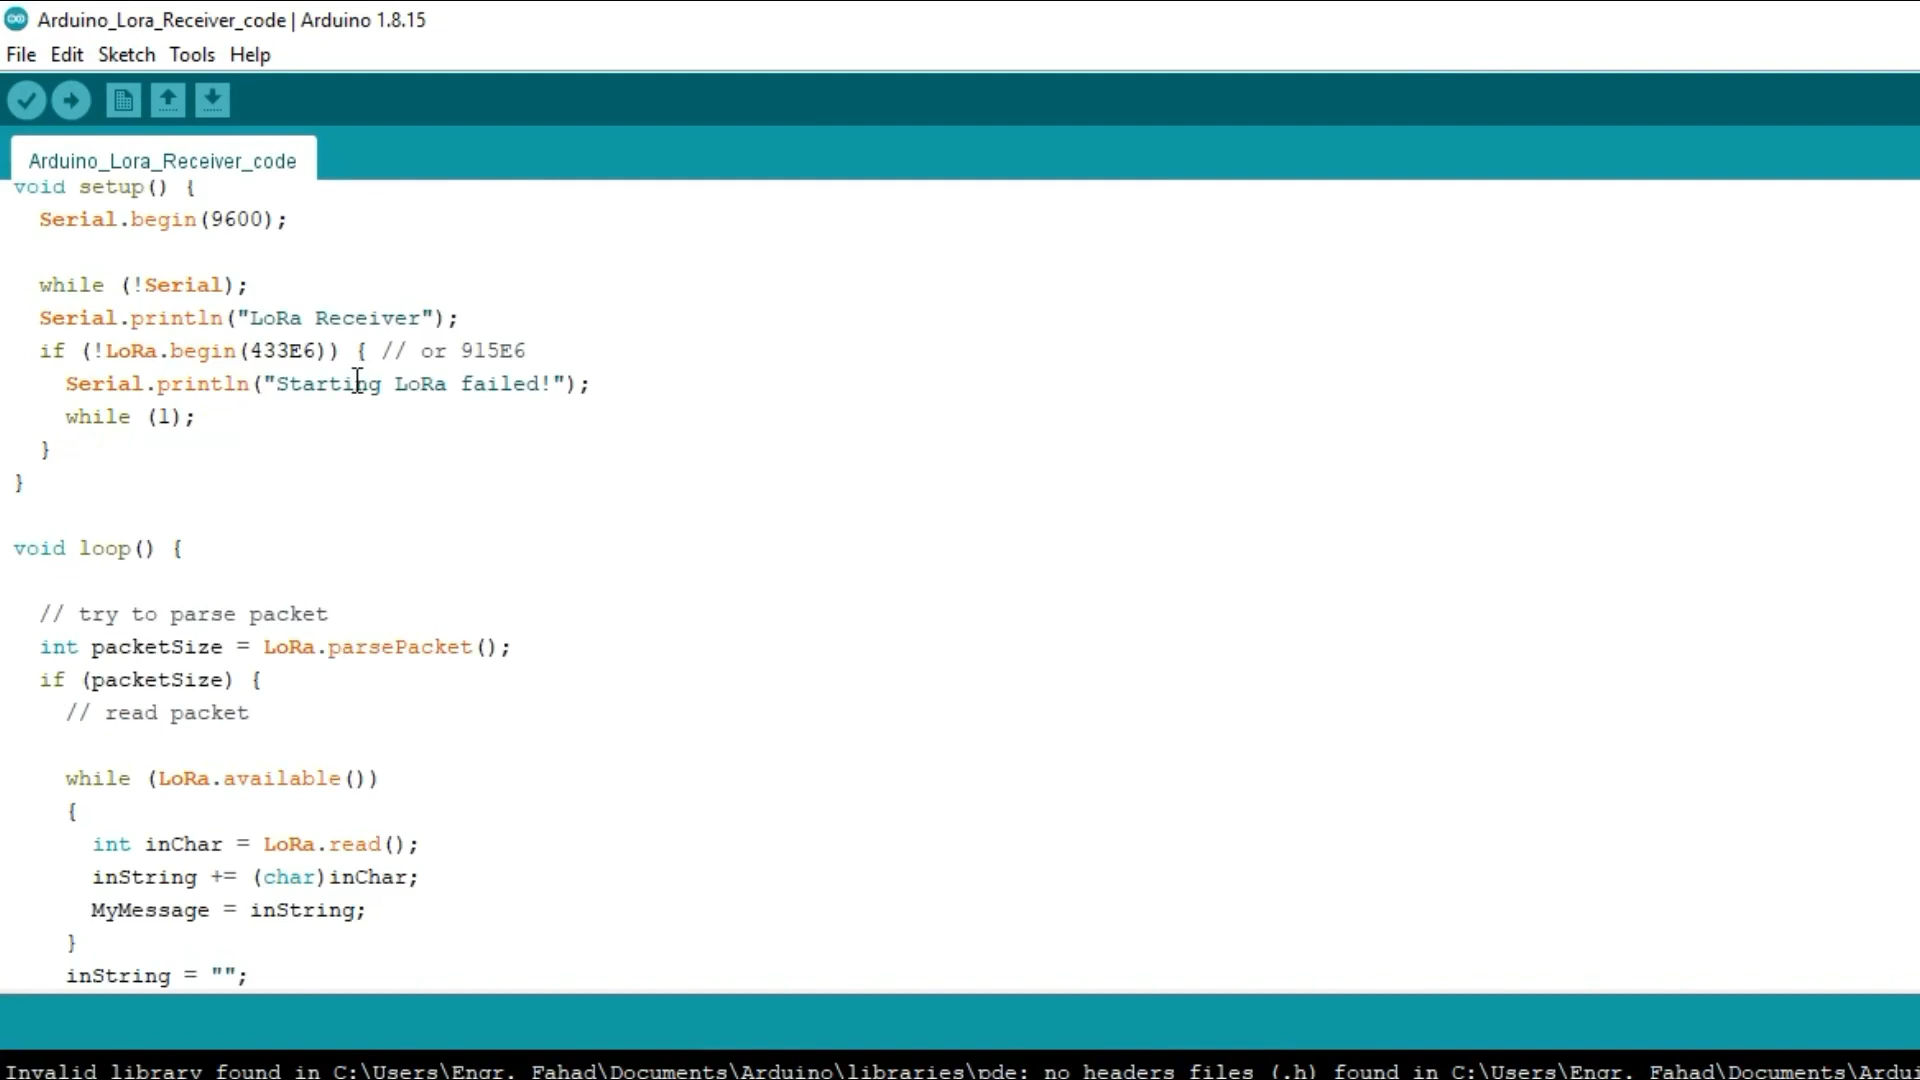 Arduino_Lora_Receiver_code | Arduino 1.8.15
File Edit Sketch Tools Help
Arduino_Lora_Receiver_code
void setup() {
Serial.begin(9600);
while (!Serial);
Serial.println("LoRa Receiver");
if (!LoRa.begin(433E6)) { // or 915E6
Serial.println("Starting LoRa failed!");
while (1);
}
}
void loop() {
// try to parse packet
int packetSize = LoRa.parsePacket();
if (packetSize) {
// read packet
while (LoRa.available())
{
int inChar = LoRa.read();
inString += (char)inChar;
MyMessage = inString;
}
inString = "";
Invalid library found in C:\Users\Engr. Fahad\Documents\Arduino\libraries\pde: no headers files (.h) found in C:\Users\Engr. Fahad\Documents\Ardui